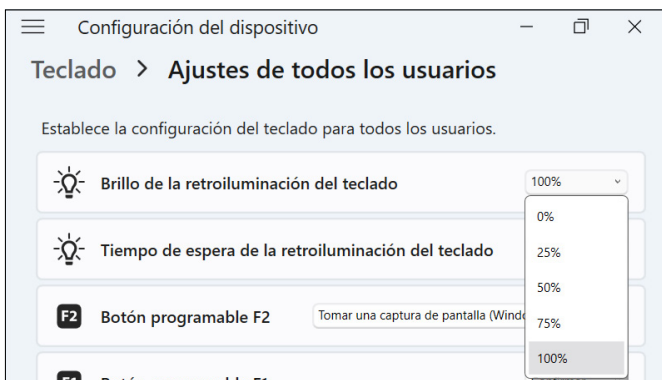 Configuración del dispositivo
Teclado > Ajustes de todos los usuarios
Establece la configuración del teclado para todos los usuarios.
Brillo de la retroiluminación del teclado 100%
0%
Tiempo de espera de la retroiluminación del teclado 25%
50%
F2 Botón programable F2 Tomar una captura de pantalla
75%
100%